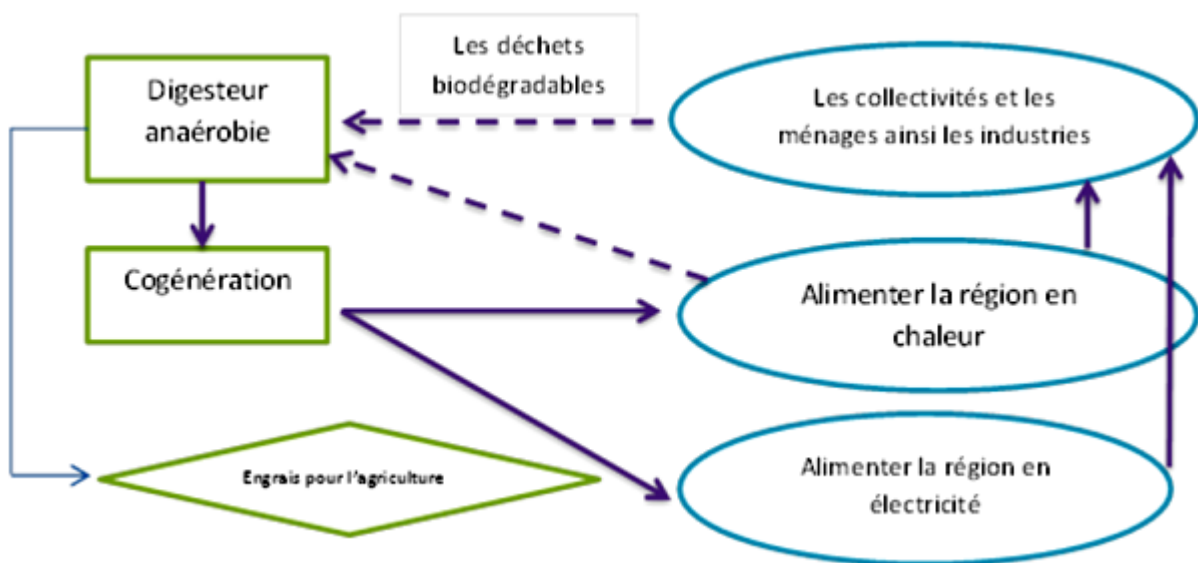 Les déchets
biodégradables
Digesteur
anaérobie
Les collectivités et les
ménages ainsi les industries
Cogénération
Alimenter la région en
chaleur
Engrais pour l'agriculture
Alimenter la région en
électricité